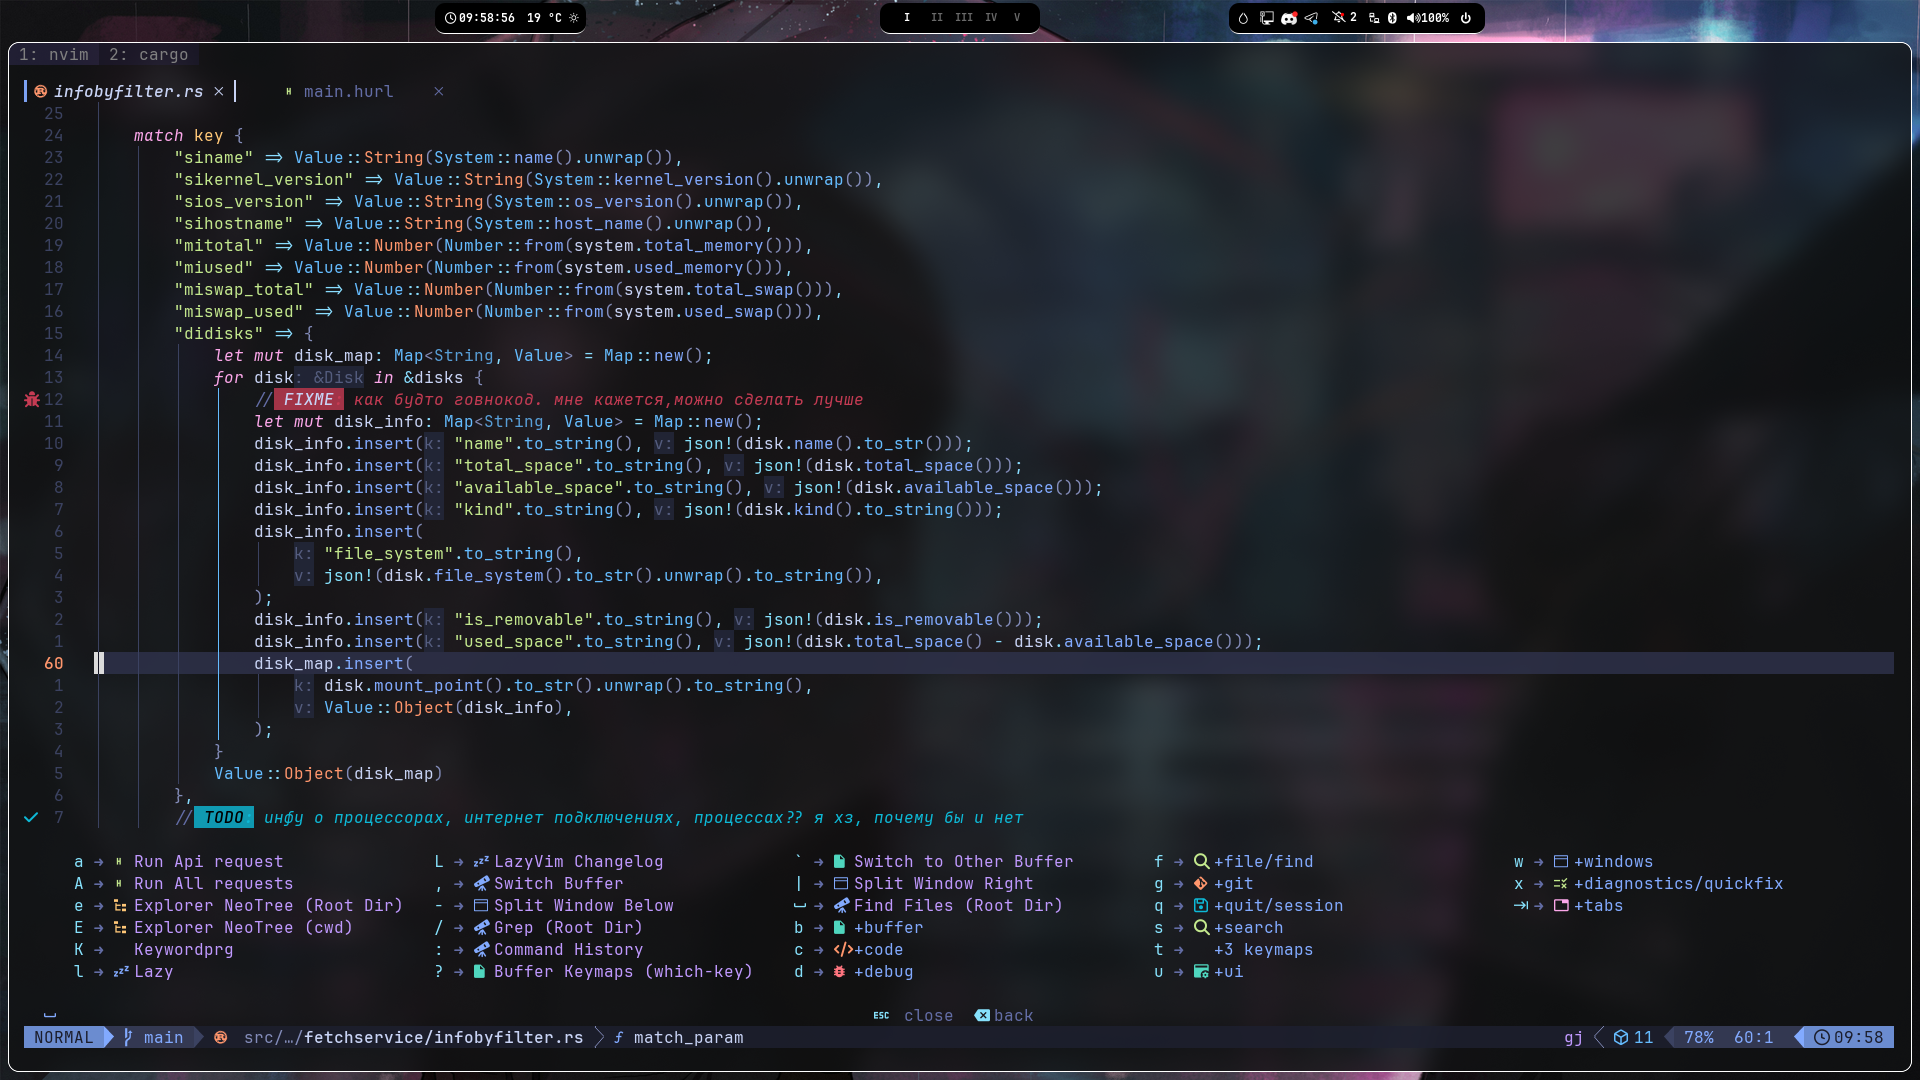 09:58:56 19 °C
I II III IV V
2 100%
1: nvim 2: cargo
infobyfilter.rs × H main.hurl ×
25
24 match key {
23 "siname" => Value::String(System::name().unwrap()),
22 "sikernel_version" => Value::String(System::kernel_version().unwrap()),
21 "sios_version" => Value::String(System::os_version().unwrap()),
20 "sihostname" => Value::String(System::host_name().unwrap()),
19 "mitotal" => Value::Number(Number::from(system.total_memory())),
18 "miused" => Value::Number(Number::from(system.used_memory())),
17 "miswap_total" => Value::Number(Number::from(system.total_swap())),
16 "miswap_used" => Value::Number(Number::from(system.used_swap())),
15 "didisks" => {
14 let mut disk_map: Map<String, Value> = Map::new();
13 for disk: &Disk in &disks {
12 // FIXME: как будто говнокод. мне кажется,можно сделать лучше
11 let mut disk_info: Map<String, Value> = Map::new();
10 disk_info.insert(k: "name".to_string(), v: json!(disk.name().to_str()));
9 disk_info.insert(k: "total_space".to_string(), v: json!(disk.total_space()));
8 disk_info.insert(k: "available_space".to_string(), v: json!(disk.available_space()));
7 disk_info.insert(k: "kind".to_string(), v: json!(disk.kind().to_string()));
6 disk_info.insert(
5 k: "file_system".to_string(),
4 v: json!(disk.file_system().to_str().unwrap().to_string()),
3 );
2 disk_info.insert(k: "is_removable".to_string(), v: json!(disk.is_removable()));
1 disk_info.insert(k: "used_space".to_string(), v: json!(disk.total_space() - disk.available_space()));
60 disk_map.insert(
1 k: disk.mount_point().to_str().unwrap().to_string(),
2 v: Value::Object(disk_info),
3 );
4 }
5 Value::Object(disk_map)
6 },
7 // TODO: инфу о процессорах, интернет подключениях, процессах?? я хз, почему бы и нет
a → H Run Api request L → zzz LazyVim Changelog ` → Switch to Other Buffer f → +file/find w → +windows
A → H Run All requests , → Switch Buffer | → Split Window Right g → +git x → +diagnostics/quickfix
e → Explorer NeoTree (Root Dir) - → Split Window Below ␣ → Find Files (Root Dir) q → +quit/session ⇥ → +tabs
E → Explorer NeoTree (cwd) / → Grep (Root Dir) b → +buffer s → +search
K → Keywordprg : → Command History c → </> +code t → +3 keymaps
l → zzz Lazy ? → Buffer Keymaps (which-key) d → +debug u → +ui
␣ ESC close back
NORMAL main src/…/fetchservice/infobyfilter.rs ƒ match_param gj 11 78% 60:1 09:58